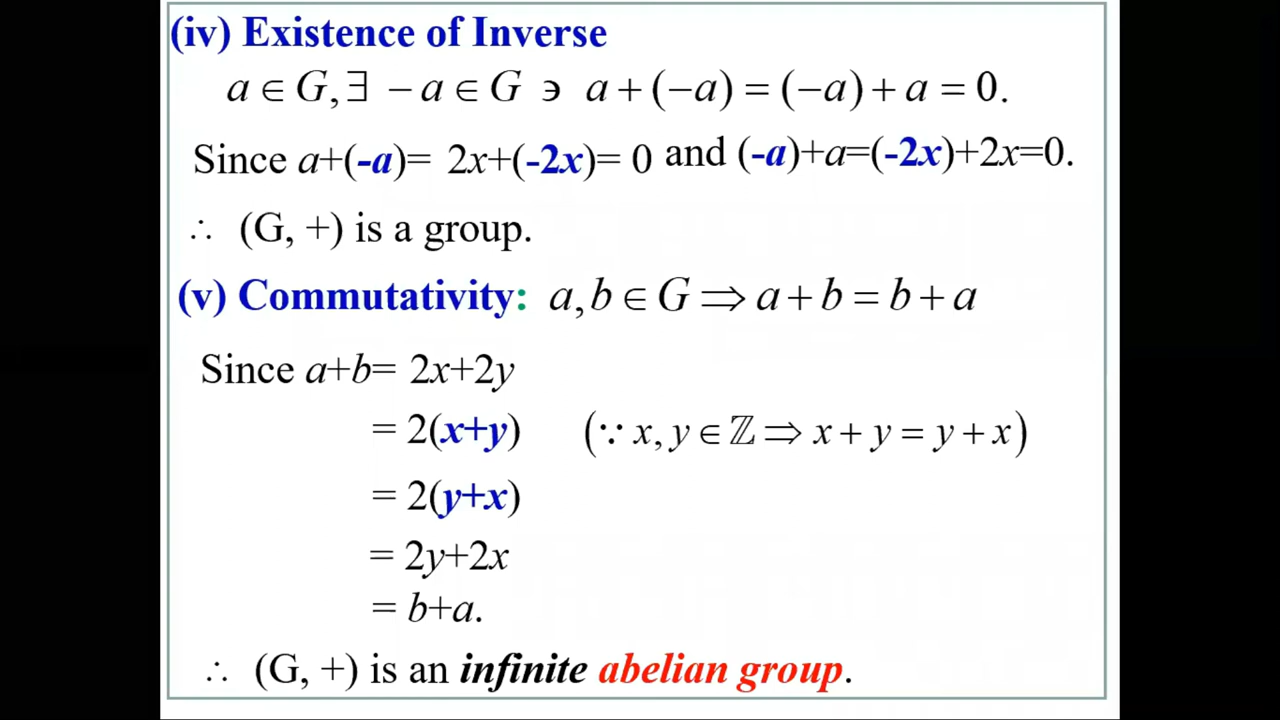 (iv) Existence of Inverse
a ∈ G, ∃ − a ∈ G ∍ a + (−a) = (−a) + a = 0.
Since a+(-a)= 2x+(-2x)= 0 and (-a)+a=(-2x)+2x=0.
∴ (G, +) is a group.
(v) Commutativity: a, b ∈ G ⇒ a + b = b + a
Since a+b= 2x+2y
= 2(x+y) (∵ x, y ∈ ℤ ⇒ x + y = y + x)
= 2(y+x)
= 2y+2x
= b+a.
∴ (G, +) is an infinite abelian group.